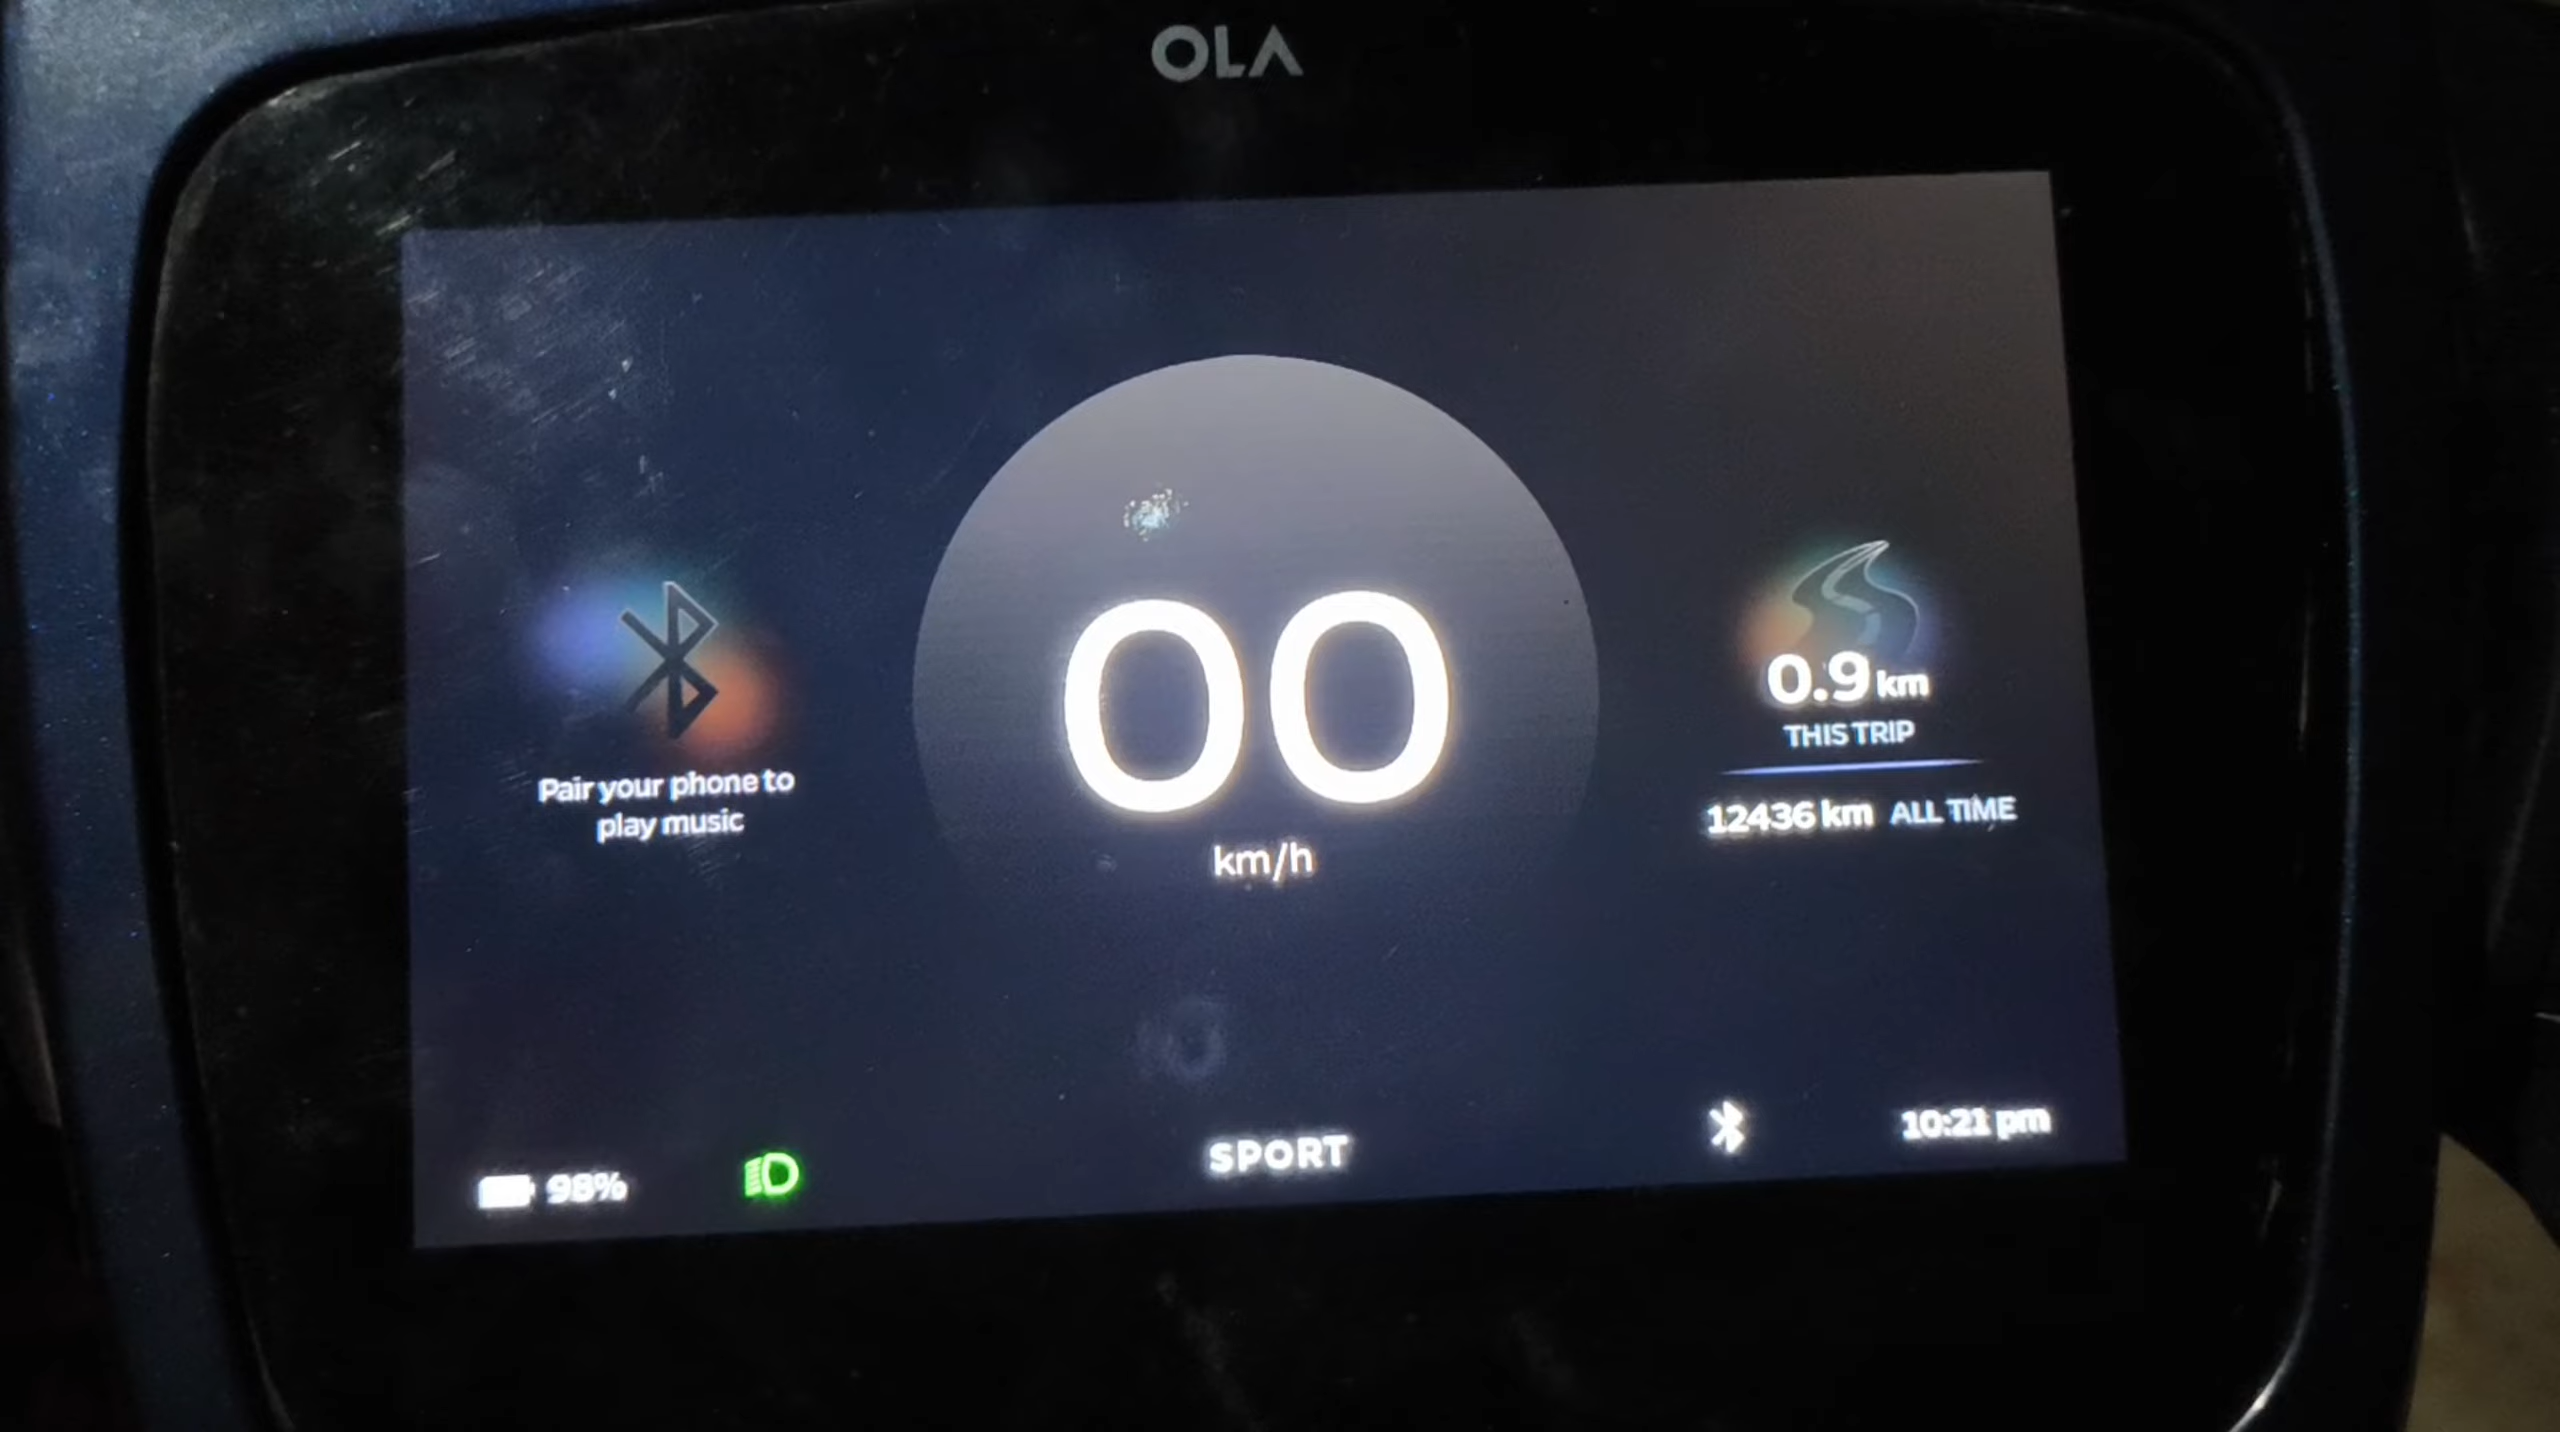 OLA
Pair your phone to
play music
00
km/h
0.9 km
THIS TRIP
12436 km ALL TIME
98%
SPORT
10:21 pm